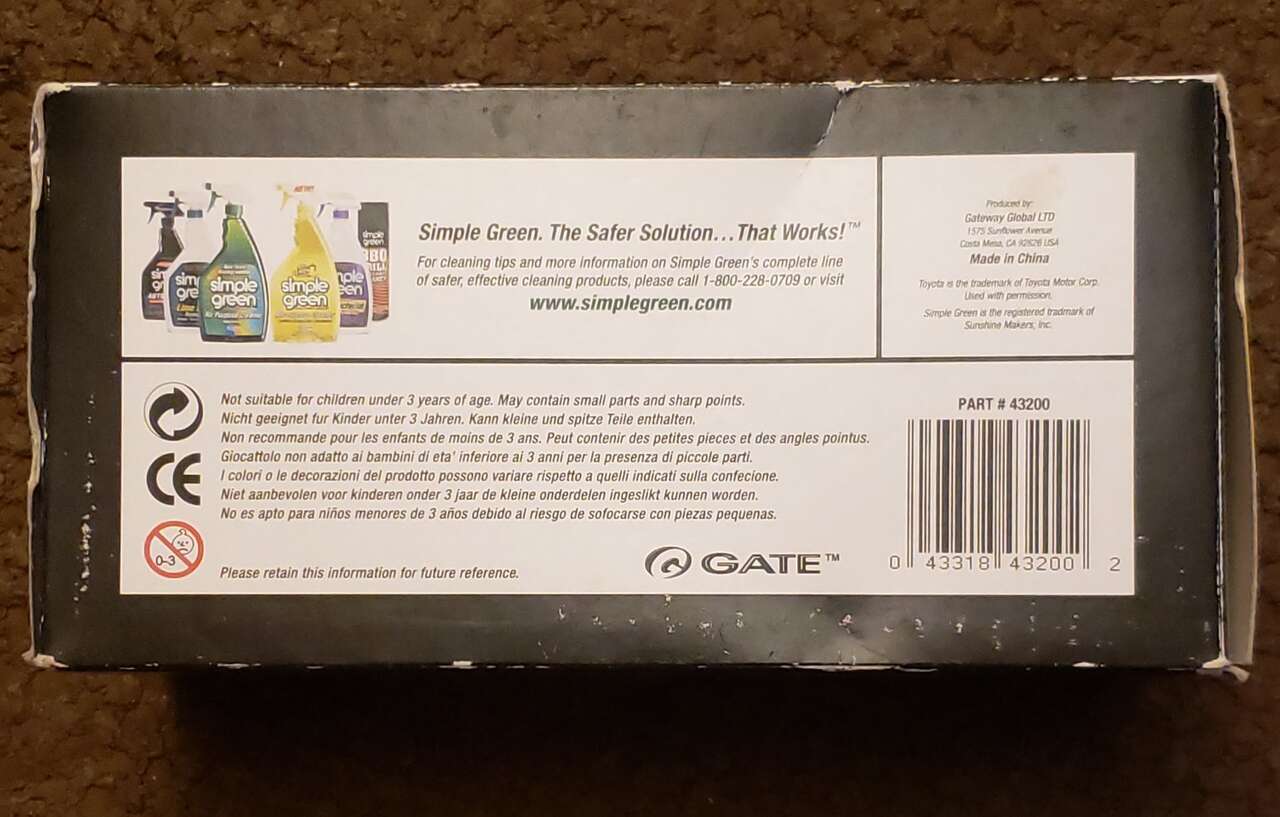 simple green
simple green
simple green
Simple Green. The Safer Solution...That Works!™
For cleaning tips and more information on Simple Green's complete line
of safer, effective cleaning products, please call 1-800-228-0709 or visit
www.simplegreen.com
Produced by:
Gateway Global LTD
1575 Sunflower Avenue
Costa Mesa, CA 92626 USA
Made in China
Toyota is the trademark of Toyota Motor Corp.
Used with permission.
Simple Green is the registered trademark of
Sunshine Makers, Inc.
Not suitable for children under 3 years of age. May contain small parts and sharp points.
Nicht geeignet fur Kinder unter 3 Jahren. Kann kleine und spitze Teile enthalten.
Non recommande pour les enfants de moins de 3 ans. Peut contenir des petites pieces et des angles pointus.
Giocattolo non adatto ai bambini di eta' inferiore ai 3 anni per la presenza di piccole parti.
I colori o le decorazioni del prodotto possono variare rispetto a quelli indicati sulla confecione.
Niet aanbevolen voor kinderen onder 3 jaar de kleine onderdelen ingeslikt kunnen worden.
No es apto para niños menores de 3 años debido al riesgo de sofocarse con piezas pequenas.
CE
0-3
Please retain this information for future reference.
GATE™
PART # 43200
0 43318 43200 2